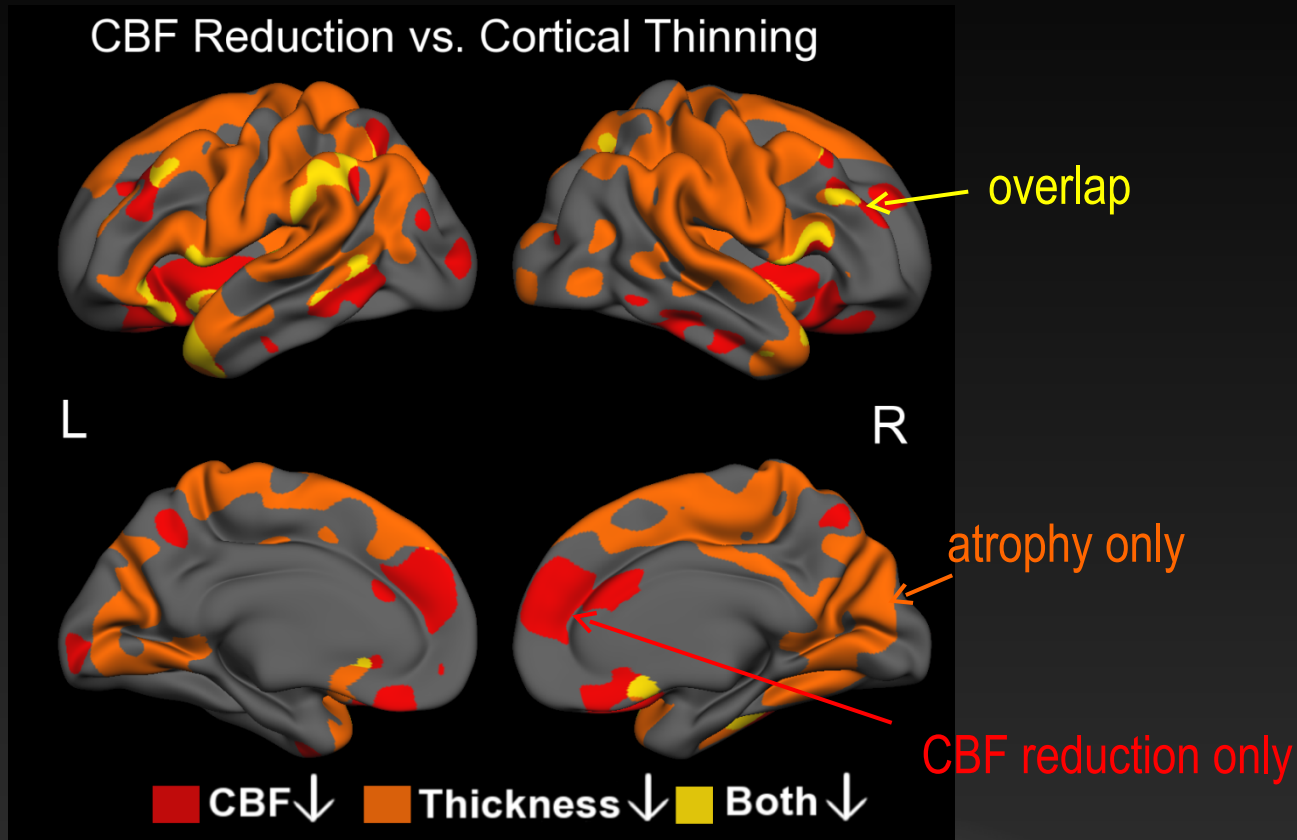 CBF Reduction vs. Cortical Thinning
overlap
L
R
atrophy only
CBF reduction only
CBF↓ Thickness↓ Both↓